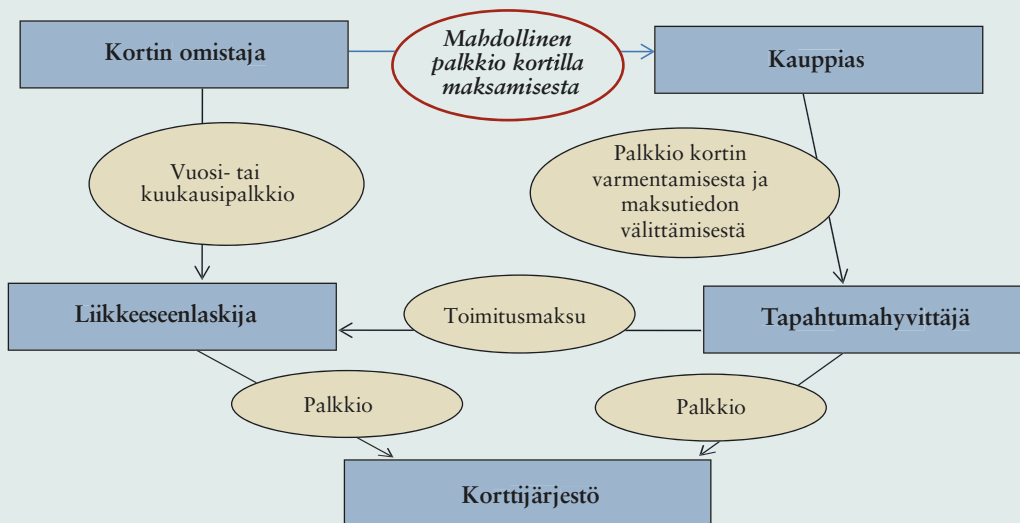 Kortin omistaja
Mahdollinen
palkkio kortilla
maksamisesta
Kauppias
Vuosi- tai
kuukausipalkkio
Palkkio kortin
varmentamisesta ja
maksutiedon
välittämisestä
Liikkeeseenlaskija
Toimitusmaksu
Tapahtumahyvittäjä
Palkkio
Palkkio
Korttijärjestö